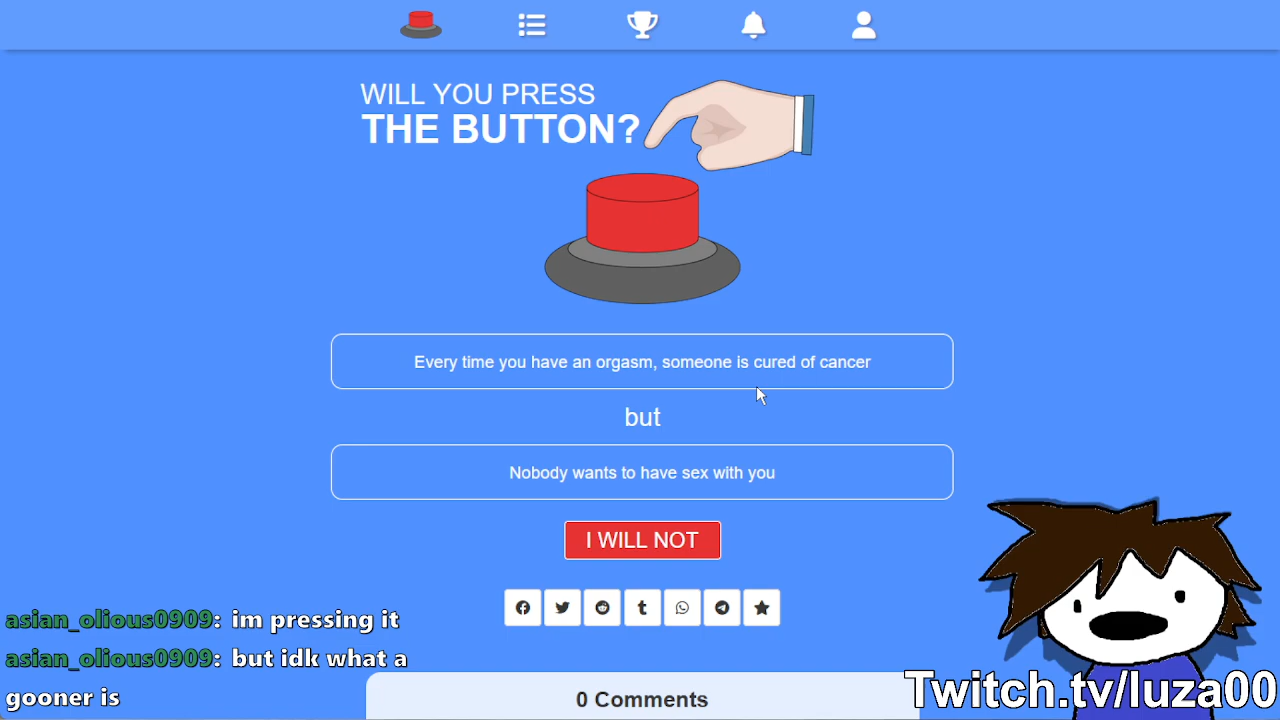 WILL YOU PRESS
THE BUTTON?
Every time you have an orgasm, someone is cured of cancer
but
Nobody wants to have sex with you
I WILL NOT
asian_olious0909: im pressing it
asian_olious0909: but idk what a
gooner is
0 Comments
Twitch.tv/luza00